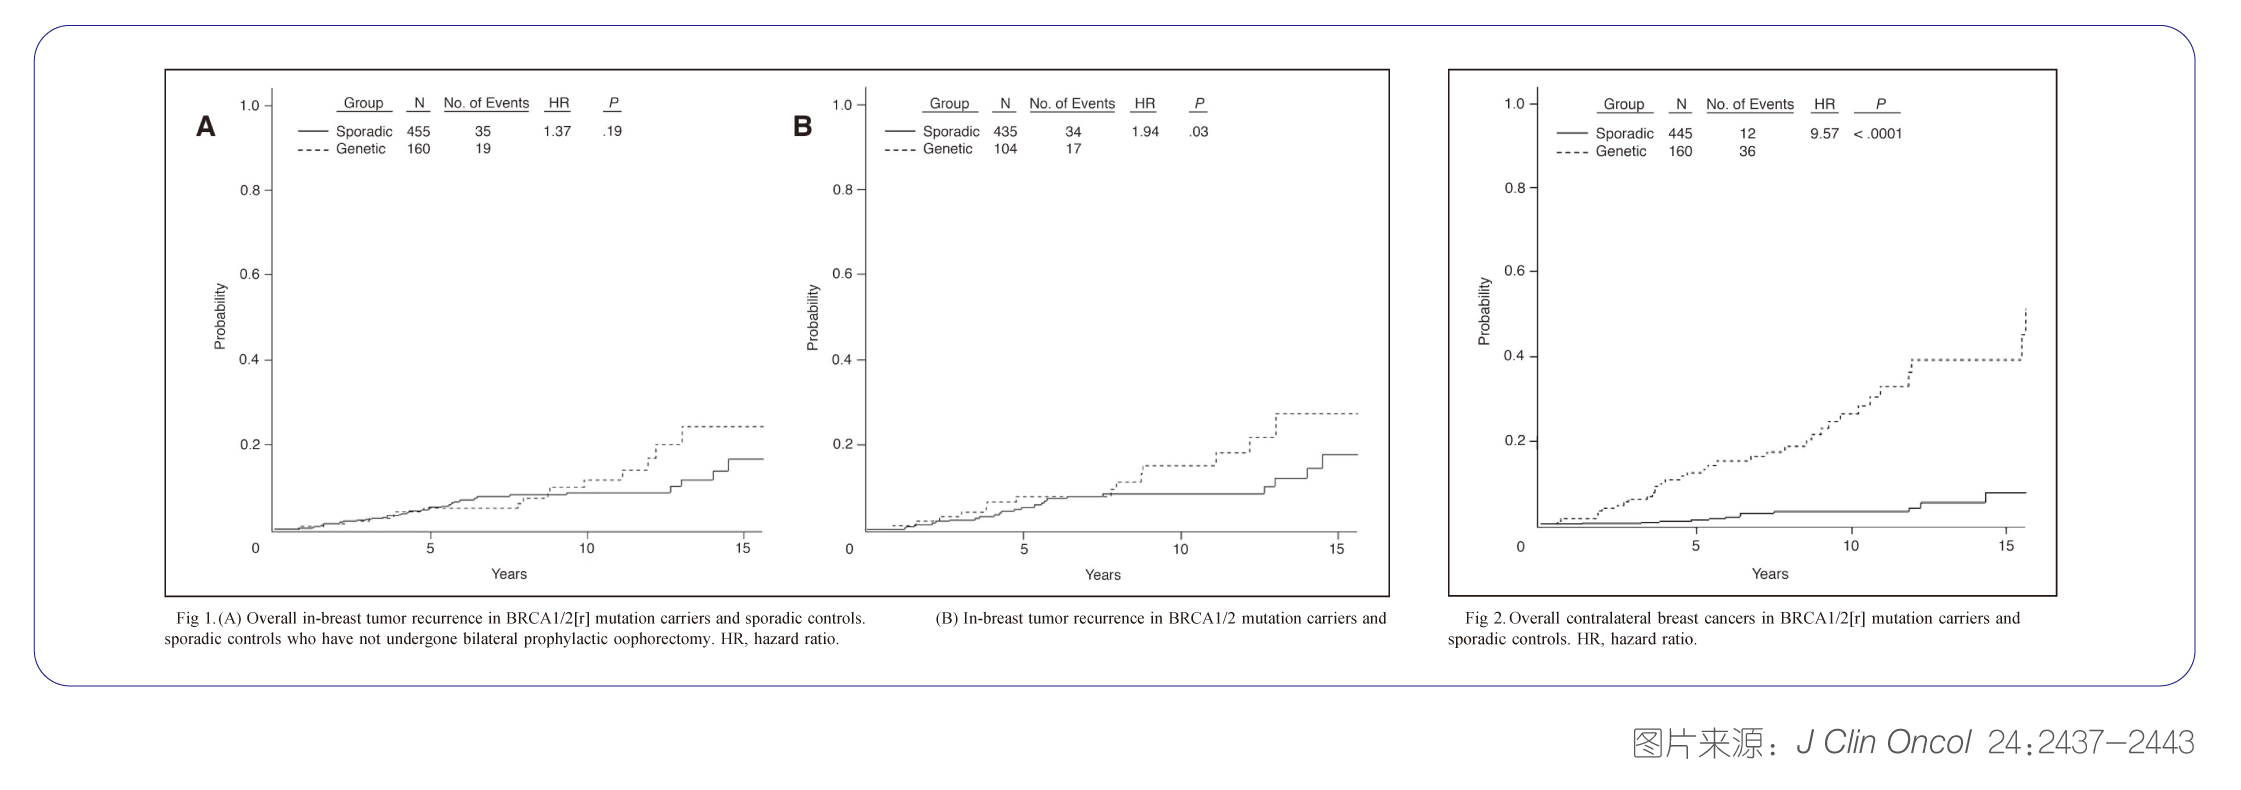 A
Group N No. of Events HR P
Sporadic 455 35 1.37 .19
Genetic 160 19
1.0
0.8
0.6
0.4
0.2
0
5
10
15
Probability
Years
B
Group N No. of Events HR P
Sporadic 435 34 1.94 .03
Genetic 104 17
1.0
0.8
0.6
0.4
0.2
0
5
10
15
Probability
Years
Fig 1. (A) Overall in-breast tumor recurrence in BRCA1/2[r] mutation carriers and sporadic controls. (B) In-breast tumor recurrence in BRCA1/2 mutation carriers and
sporadic controls who have not undergone bilateral prophylactic oophorectomy. HR, hazard ratio.
Group N No. of Events HR P
Sporadic 445 12 9.57 < .0001
Genetic 160 36
1.0
0.8
0.6
0.4
0.2
0
5
10
15
Probability
Years
Fig 2. Overall contralateral breast cancers in BRCA1/2[r] mutation carriers and
sporadic controls. HR, hazard ratio.
图片来源：J Clin Oncol 24:2437–2443